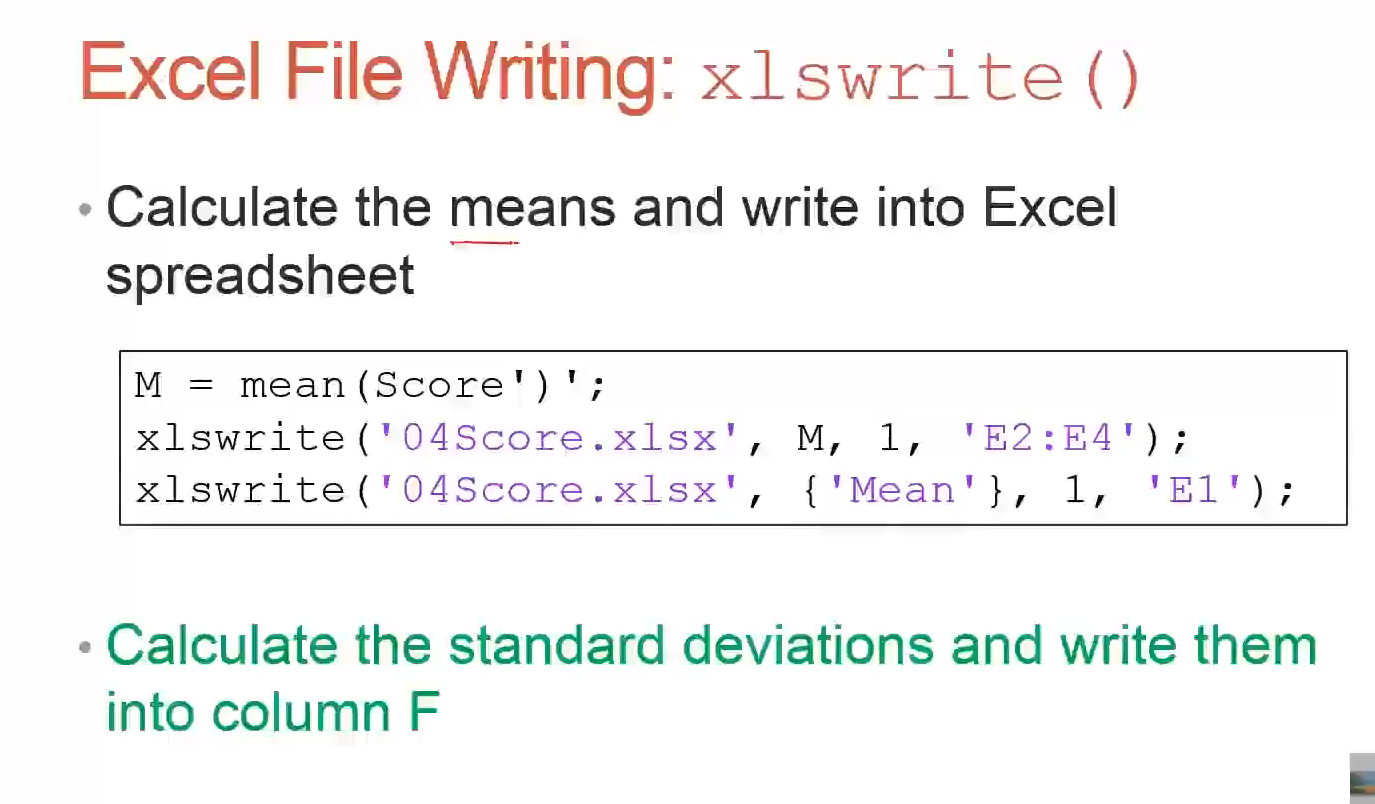 Excel File Writing: xlswrite()
• Calculate the means and write into Excel
spreadsheet
M = mean(Score')';
xlswrite('04Score.xlsx', M, 1, 'E2:E4');
xlswrite('04Score.xlsx', {'Mean'}, 1, 'E1');
• Calculate the standard deviations and write them
into column F